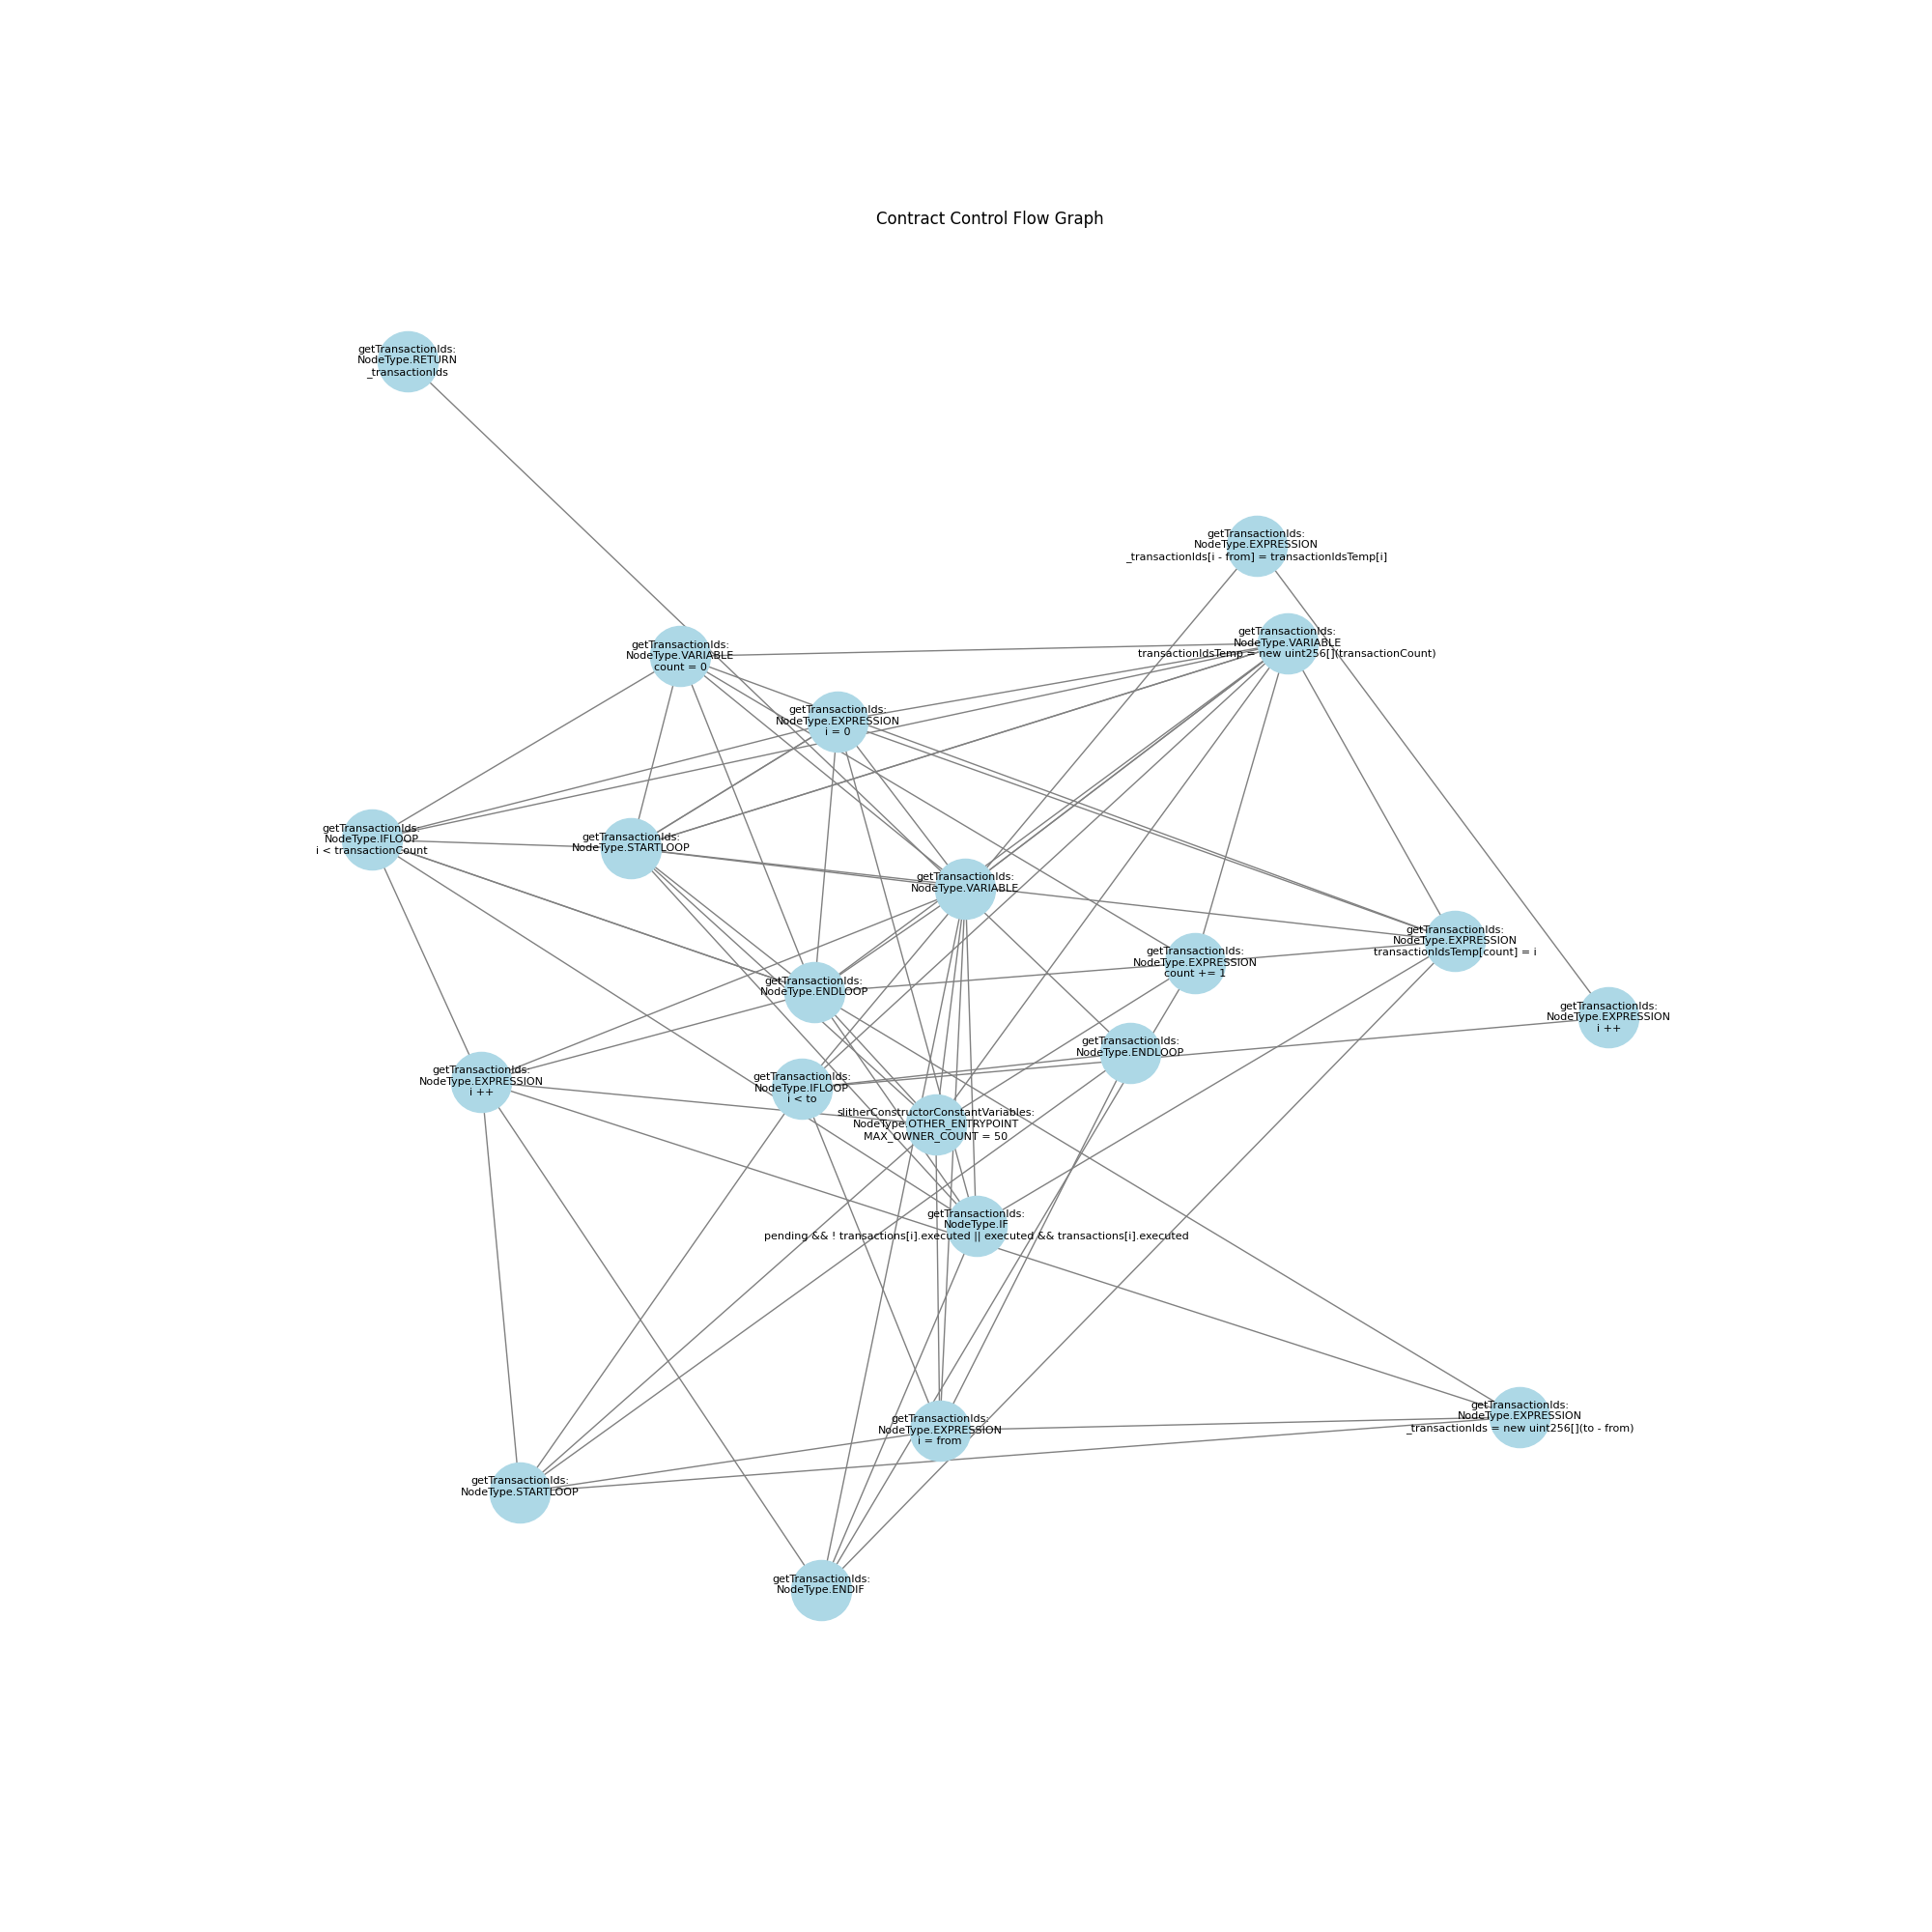 Contract Control Flow Graph
getTransactionIds:
NodeType.RETURN
_transactionIds
getTransactionIds:
NodeType.EXPRESSION
_transactionIds[i - from] = transactionIdsTemp[i]
getTransactionIds:
NodeType.VARIABLE
transactionIdsTemp = new uint256[](transactionCount)
getTransactionIds:
NodeType.VARIABLE
count = 0
getTransactionIds:
NodeType.EXPRESSION
i = 0
getTransactionIds:
NodeType.IFLOOP
i < transactionCount
getTransactionIds:
NodeType.STARTLOOP
getTransactionIds:
NodeType.VARIABLE
getTransactionIds:
NodeType.EXPRESSION
transactionIdsTemp[count] = i
getTransactionIds:
NodeType.EXPRESSION
count += 1
getTransactionIds:
NodeType.ENDLOOP
getTransactionIds:
NodeType.EXPRESSION
i ++
getTransactionIds:
NodeType.ENDLOOP
getTransactionIds:
NodeType.EXPRESSION
i ++
getTransactionIds:
NodeType.IFLOOP
i < to
slitherConstructorConstantVariables:
NodeType.OTHER_ENTRYPOINT
MAX_OWNER_COUNT = 50
getTransactionIds:
NodeType.IF
pending && ! transactions[i].executed || executed && transactions[i].executed
getTransactionIds:
NodeType.EXPRESSION
_transactionIds = new uint256[](to - from)
getTransactionIds:
NodeType.EXPRESSION
i = from
getTransactionIds:
NodeType.STARTLOOP
getTransactionIds:
NodeType.ENDIF